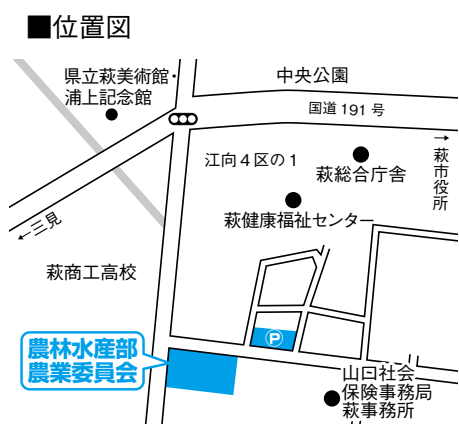 ■位置図
県立萩美術館・
浦上記念館
中央公園
国道191号
江向4区の1
萩総合庁舎
→萩市役所
萩健康福祉センター
←三見
萩商工高校
P
農林水産部
農業委員会
山口社会
保険事務局
萩事務所